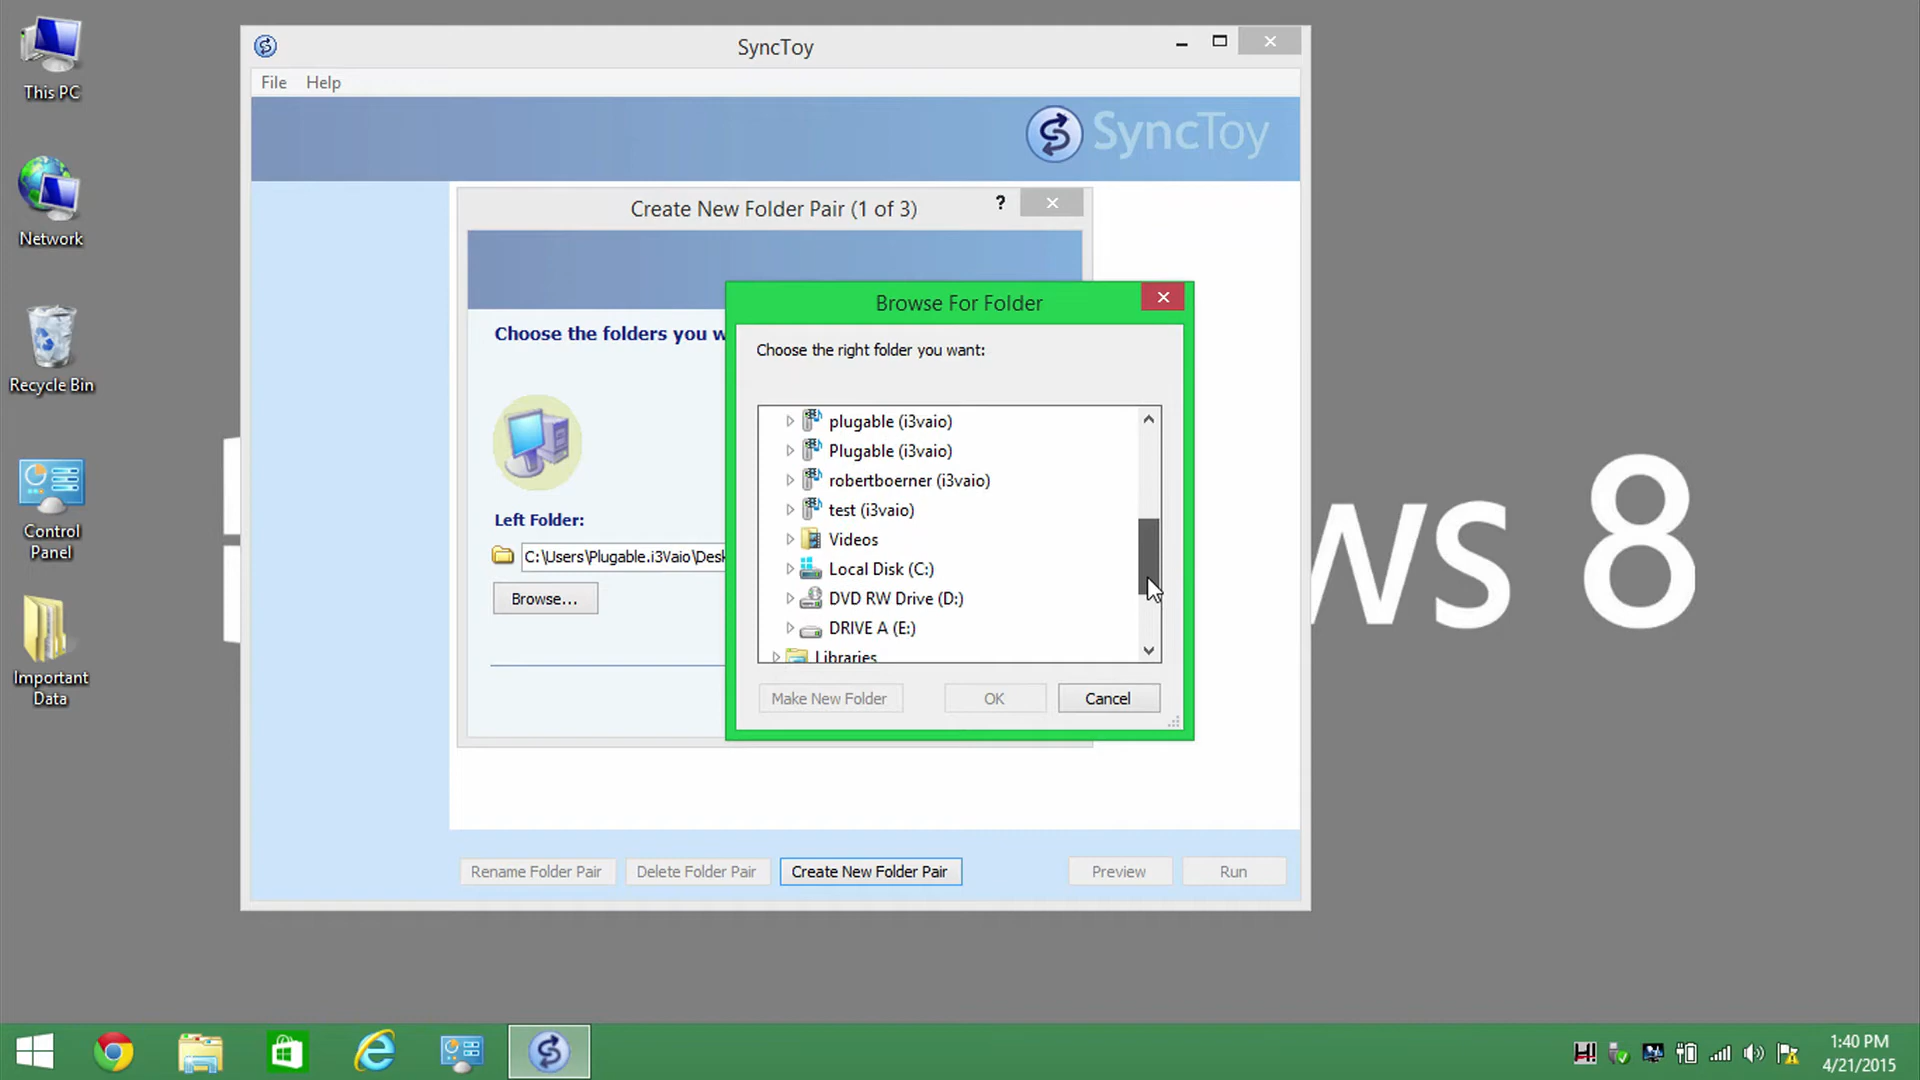 This PC
Network
Recycle Bin
Control
Panel
Important
Data
SyncToy
File Help
SyncToy
Create New Folder Pair (1 of 3)
?
Choose the folders you w
Left Folder:
C:\Users\Plugable.i3Vaio\Desk
Browse...
Browse For Folder
Choose the right folder you want:
plugable (i3vaio)
Plugable (i3vaio)
robertboerner (i3vaio)
test (i3vaio)
Videos
Local Disk (C:)
DVD RW Drive (D:)
DRIVE A (E:)
Libraries
Make New Folder OK Cancel
Rename Folder Pair Delete Folder Pair Create New Folder Pair Preview Run
ws 8
1:40 PM
4/21/2015